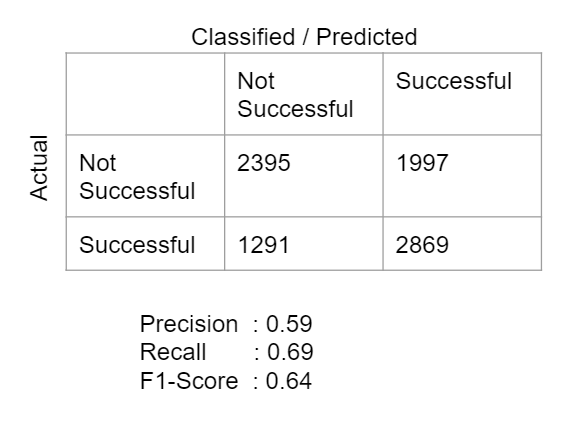 Classified / Predicted
Not
Successful
Successful
Actual
Not
Successful
2395
1997
Successful
1291
2869
Precision : 0.59
Recall : 0.69
F1-Score : 0.64